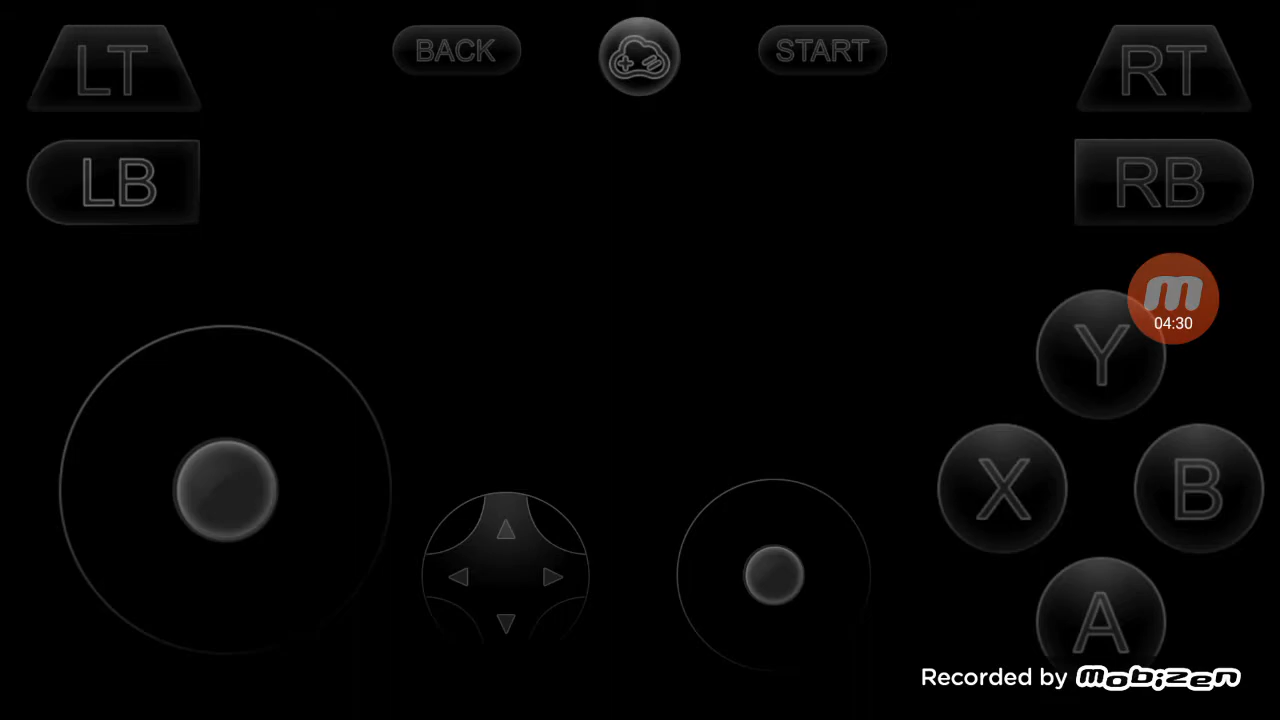 LT
BACK
START
RT
LB
RB
04:30
Y
X
B
A
Recorded by mobizen